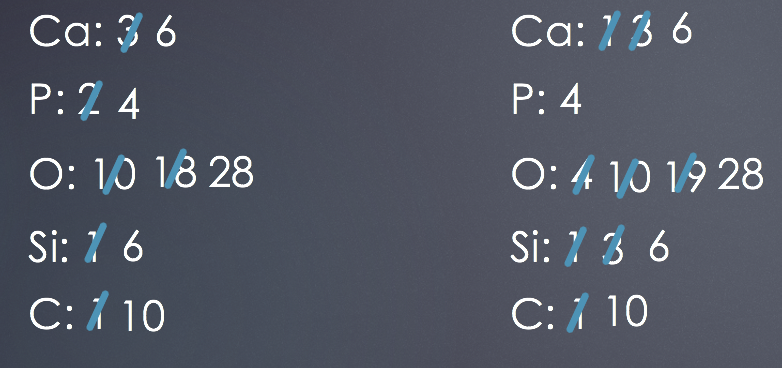 Ca: 3 6
P: 2 4
O: 10 18 28
Si: 1 6
C: 1 10
Ca: 1 3 6
P: 4
O: 4 10 19 28
Si: 1 3 6
C: 1 10